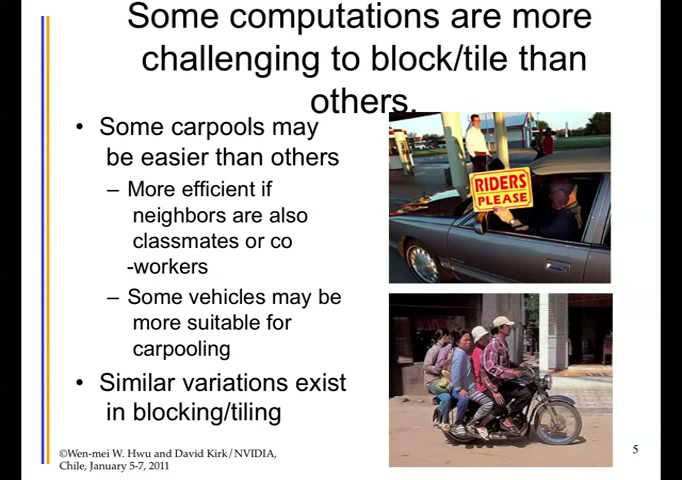 Some computations are more
challenging to block/tile than
others.
• Some carpools may
be easier than others
– More efficient if
neighbors are also
classmates or co
-workers
– Some vehicles may be
more suitable for
carpooling
• Similar variations exist
in blocking/tiling
RIDERS
PLEASE
©Wen-mei W. Hwu and David Kirk/NVIDIA,
Chile, January 5-7, 2011
5